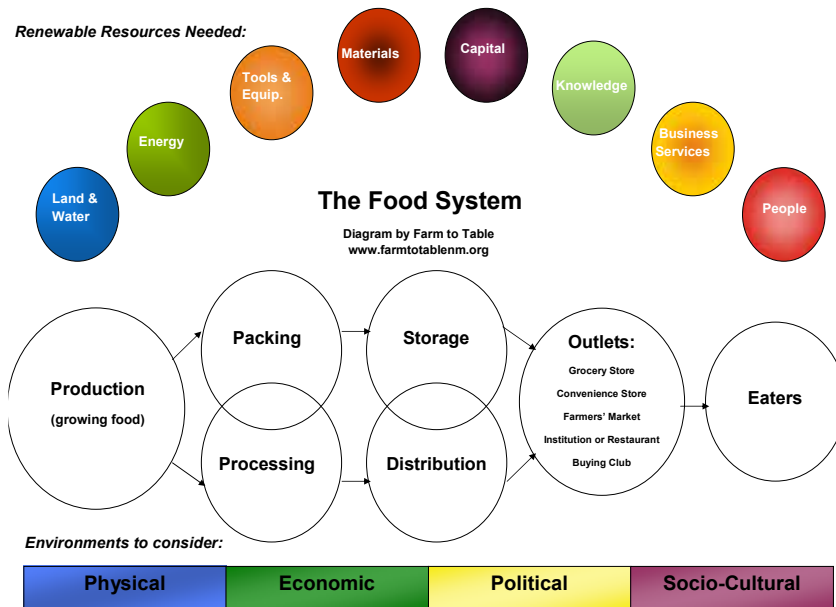 Renewable Resources Needed:
Land &
Water
Energy
Tools &
Equip.
Materials
Capital
Knowledge
Business
Services
People
The Food System
Diagram by Farm to Table
www.farmtotablenm.org
Production
(growing food)
Packing
Processing
Storage
Distribution
Outlets:
Grocery Store
Convenience Store
Farmers' Market
Institution or Restaurant
Buying Club
Eaters
Environments to consider:
Physical
Economic
Political
Socio-Cultural